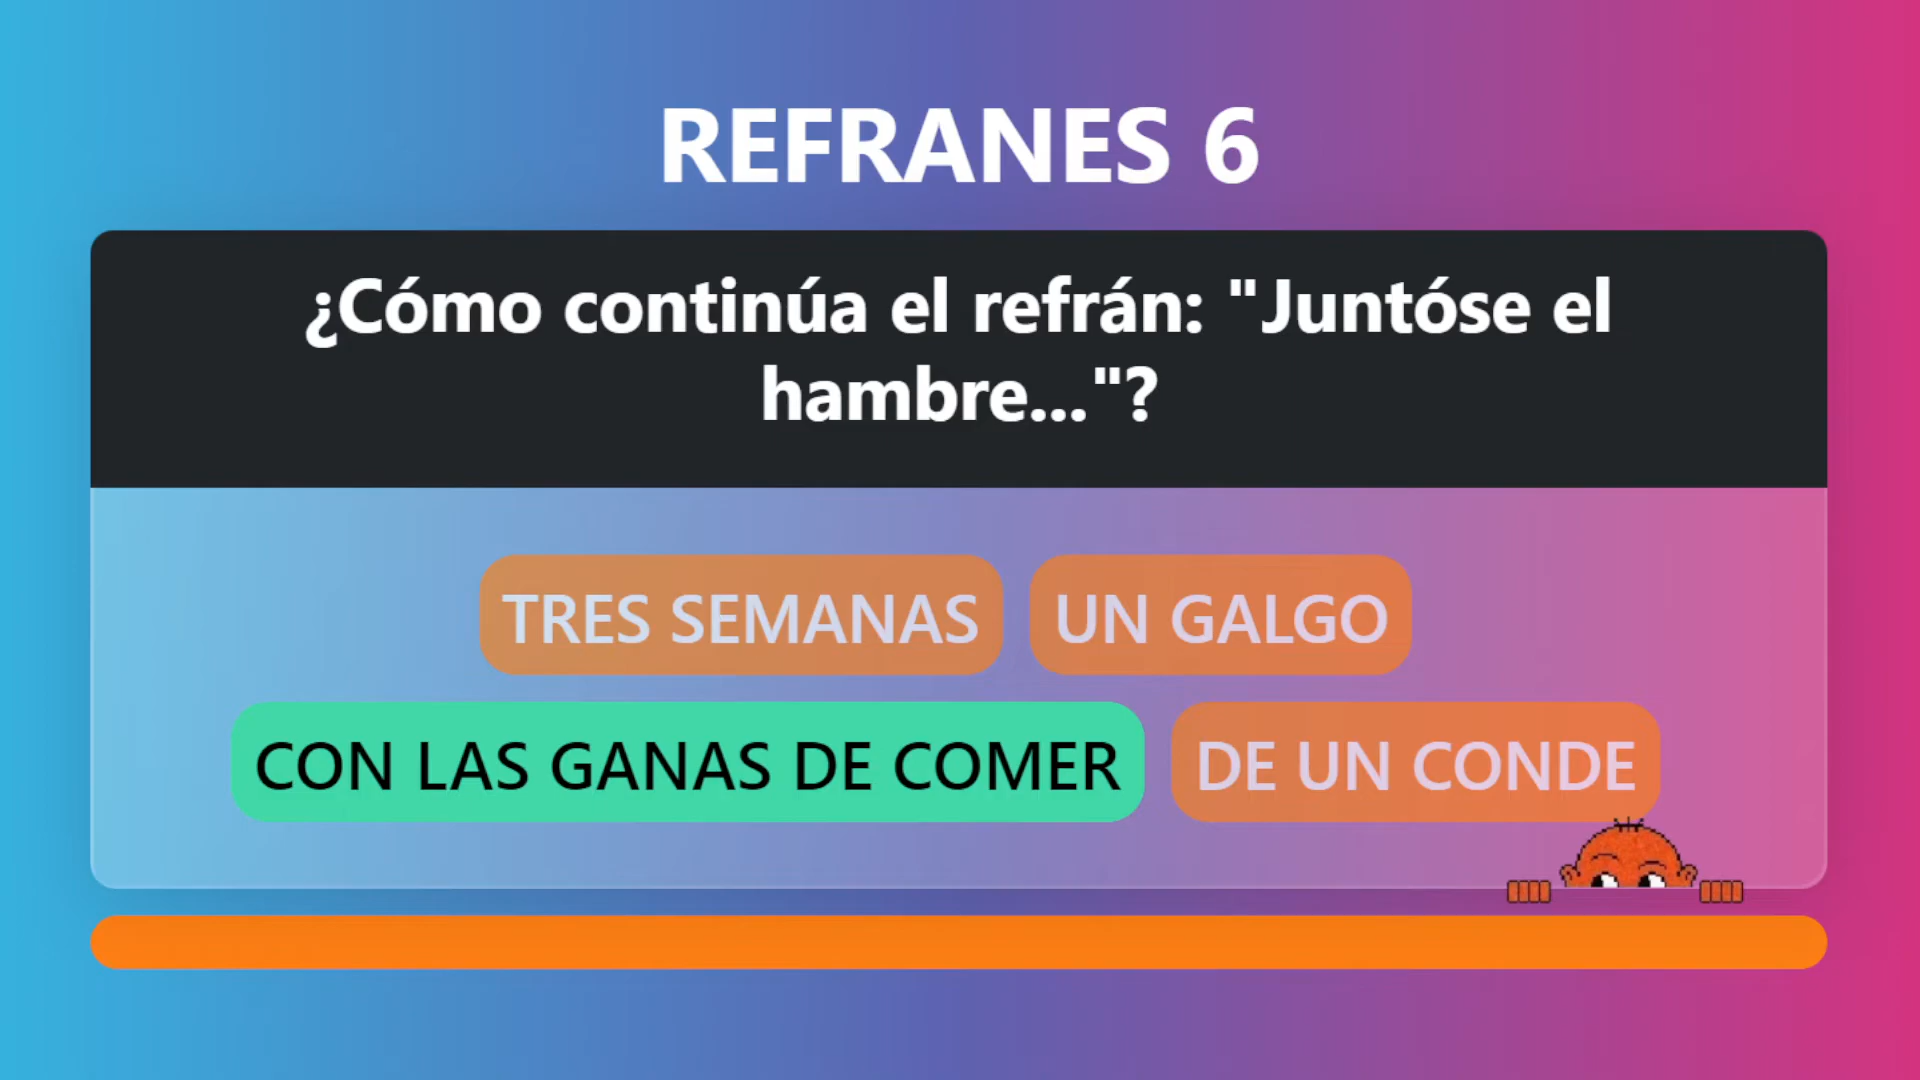 REFRANES 6
¿Cómo continúa el refrán: "Juntóse el
hambre..."?
TRES SEMANAS
UN GALGO
CON LAS GANAS DE COMER
DE UN CONDE